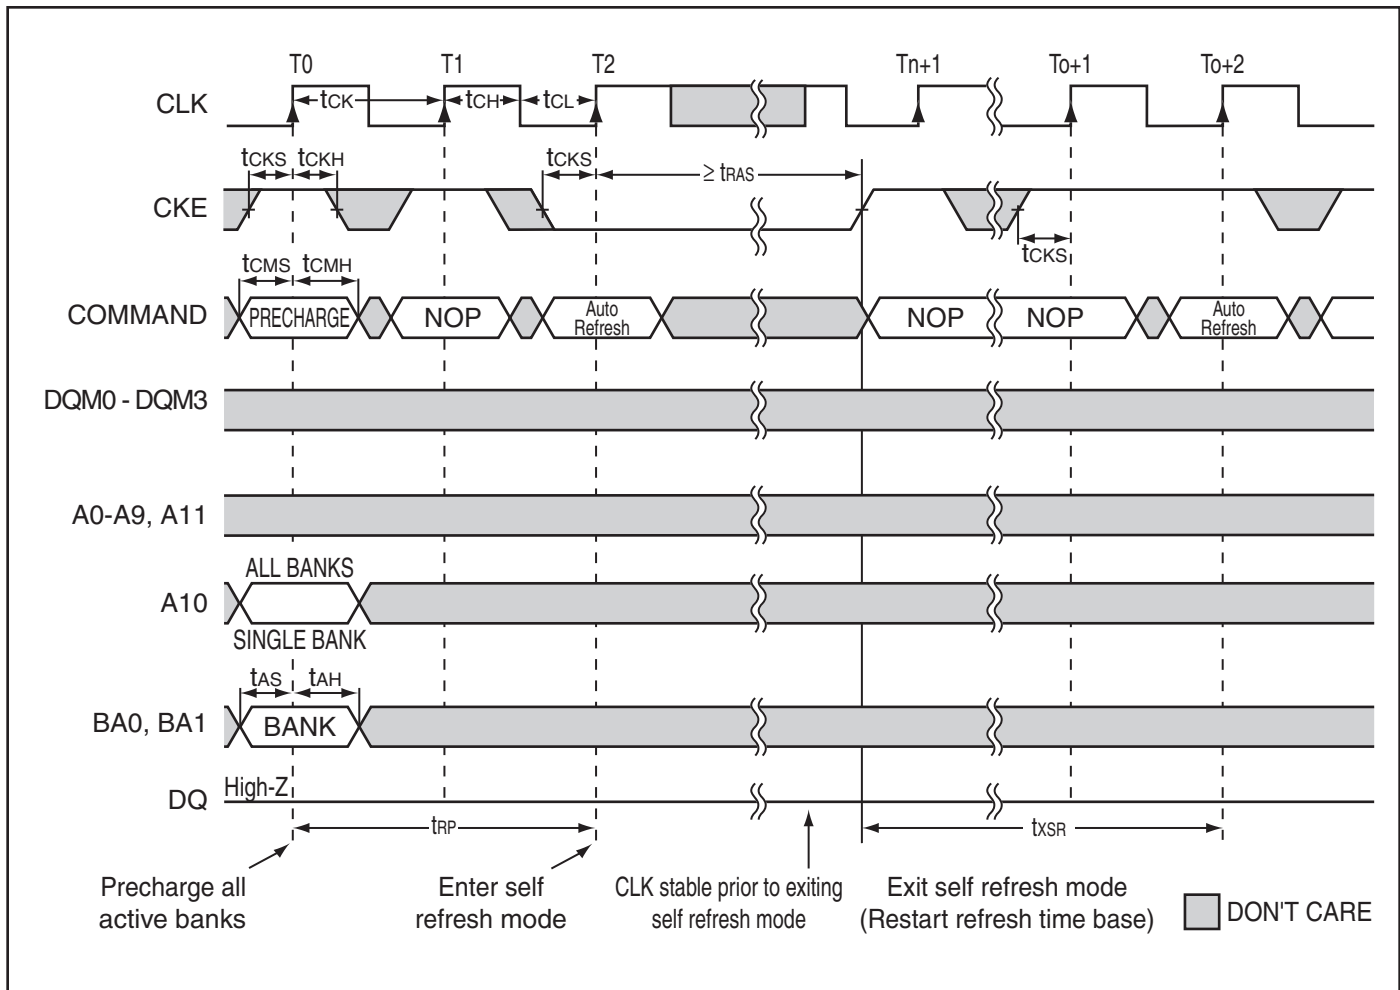 T0 T1 T2 Tn+1 To+1 To+2
CLK tCK tCH tCL
tCKS tCKH tCKS ≥ tRAS
CKE
tCKS
tCMS tCMH
COMMAND PRECHARGE NOP Auto Refresh NOP NOP Auto Refresh
DQM0 - DQM3
A0-A9, A11
ALL BANKS
A10
SINGLE BANK
tAS tAH
BA0, BA1 BANK
DQ High-Z
tRP tXSR
Precharge all
active banks
Enter self
refresh mode
CLK stable prior to exiting
self refresh mode
Exit self refresh mode
(Restart refresh time base)
DON'T CARE